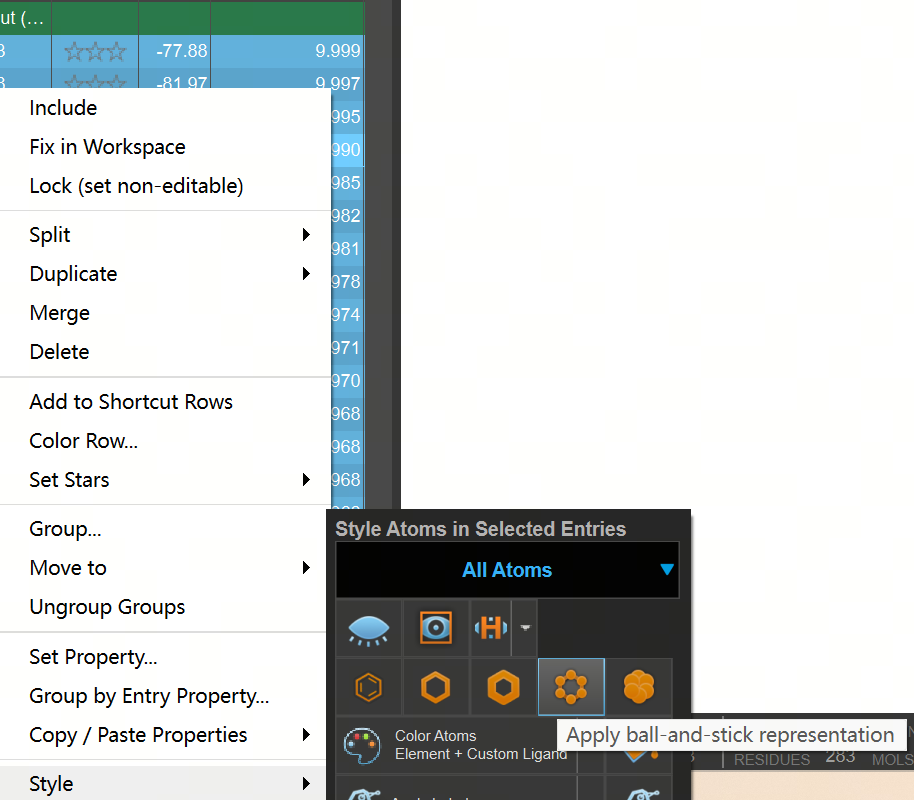 ut (...
3 -77.88 9.999
3 -81.97 9.997
995
990
985
982
981
978
974
971
970
968
968
968
Include
Fix in Workspace
Lock (set non-editable)
Split
Duplicate
Merge
Delete
Add to Shortcut Rows
Color Row...
Set Stars
Group...
Move to
Ungroup Groups
Set Property...
Group by Entry Property...
Copy / Paste Properties
Style
Style Atoms in Selected Entries
All Atoms
H
Color Atoms
Element + Custom Ligand
Apply ball-and-stick representation
RESIDUES 283 MOLS